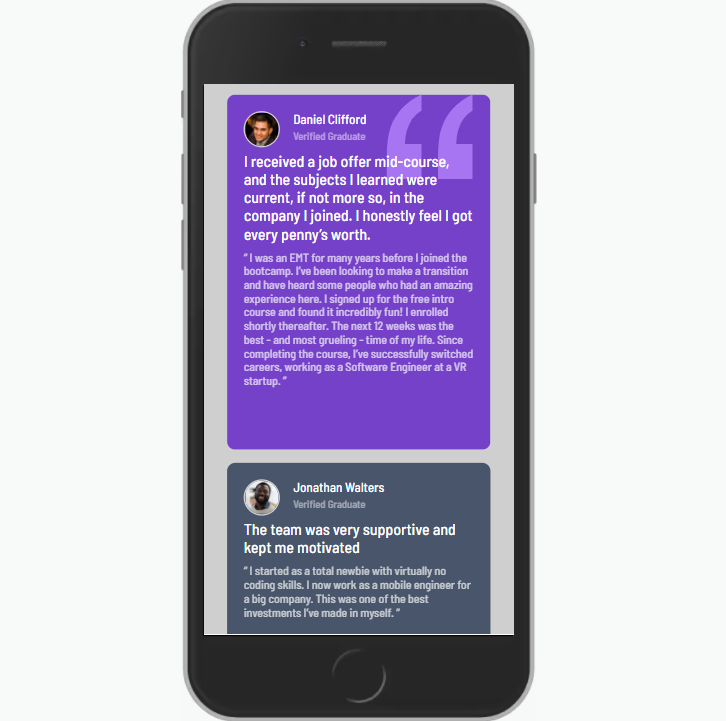 Daniel Clifford
Verified Graduate
I received a job offer mid-course,
and the subjects I learned were
current, if not more so, in the
company I joined. I honestly feel I got
every penny’s worth.
“ I was an EMT for many years before I joined the
bootcamp. I’ve been looking to make a transition
and have heard some people who had an amazing
experience here. I signed up for the free intro
course and found it incredibly fun! I enrolled
shortly thereafter. The next 12 weeks was the
best - and most grueling - time of my life. Since
completing the course, I’ve successfully switched
careers, working as a Software Engineer at a VR
startup. ”
Jonathan Walters
Verified Graduate
The team was very supportive and
kept me motivated
“ I started as a total newbie with virtually no
coding skills. I now work as a mobile engineer for
a big company. This was one of the best
investments I’ve made in myself. ”